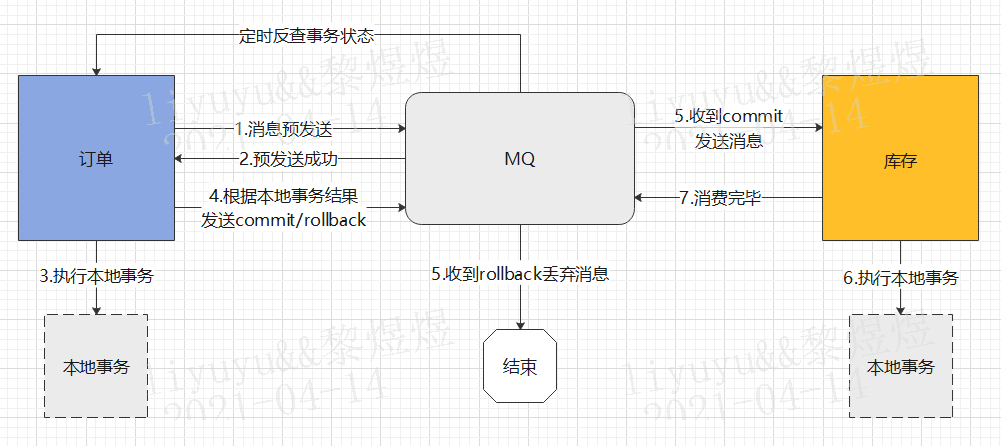 定时反查事务状态
liyuyu&&黎煜煜
2021-04-14
liyuyu&&黎煜煜
2021-04-14
订单
1.消息预发送
2.预发送成功
4.根据本地事务结果
发送commit/rollback
MQ
5.收到commit
发送消息
7.消费完毕
库存
3.执行本地事务
5.收到rollback丢弃消息
6.执行本地事务
本地事务
结束
本地事务
liyuyu&&黎煜煜
2021-04-14
liyuyu&&黎煜煜
2021-04-14